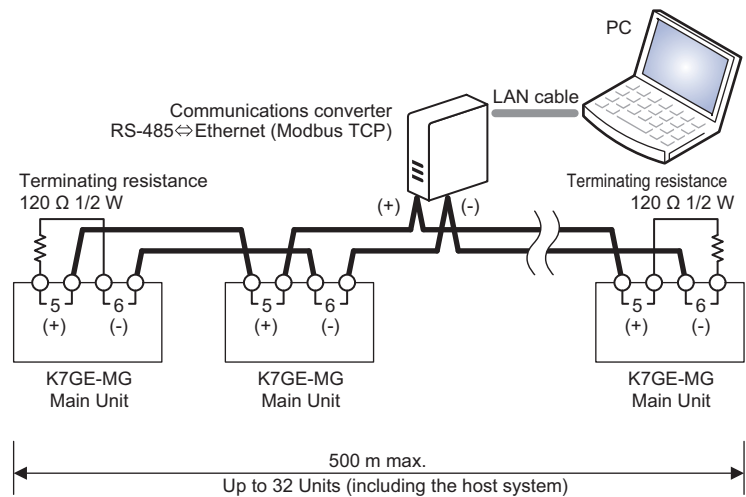 PC
LAN cable
Communications converter
RS-485⇔Ethernet (Modbus TCP)
Terminating resistance
120 Ω 1/2 W
Terminating resistance
120 Ω 1/2 W
(+) (-)
5 6
(+) (-)
5 6
(+) (-)
5 6
(+) (-)
K7GE-MG
Main Unit
K7GE-MG
Main Unit
K7GE-MG
Main Unit
500 m max.
Up to 32 Units (including the host system)